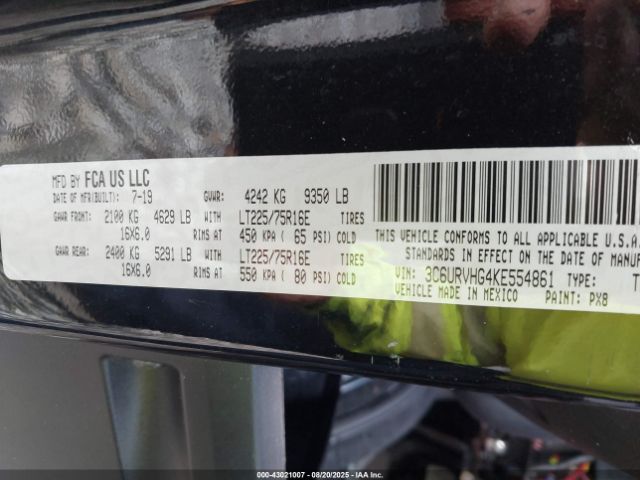 MFD BY FCA US LLC
DATE OF MFR(BUILT): 7-19 GVWR: 4242 KG 9350 LB
GAWR FRONT: 2100 KG 4629 LB WITH LT225/75R16E TIRES
16X6.0 RIMS AT 450 KPA ( 65 PSI) COLD
GAWR REAR: 2400 KG 5291 LB WITH LT225/75R16E TIRES
16X6.0 RIMS AT 550 KPA ( 80 PSI) COLD
THIS VEHICLE CONFORMS TO ALL APPLICABLE U.S.A.
STANDARDS IN EFFECT ON THE DATE OF MANUF
VIN: 3C6URVHG4KE554861 TYPE: T
VEHICLE MADE IN MEXICO PAINT: PX8
000-43021007 - 08/20/2025 - IAA Inc.